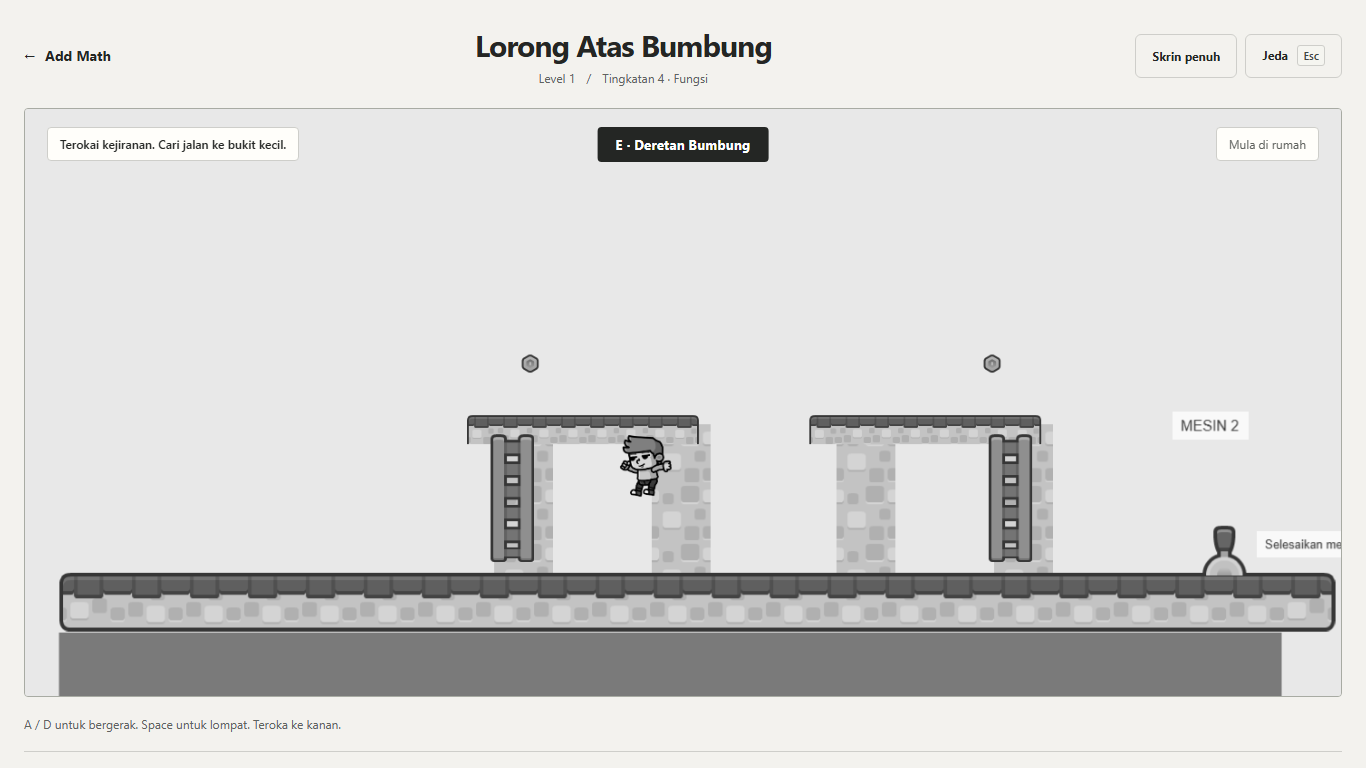 ← Add Math
Lorong Atas Bumbung
Level 1 / Tingkatan 4 · Fungsi
Skrin penuh
Jeda Esc
Terokai kejiranan. Cari jalan ke bukit kecil.
E · Deretan Bumbung
Mula di rumah
MESIN 2
Selesaikan me
A / D untuk bergerak. Space untuk lompat. Teroka ke kanan.